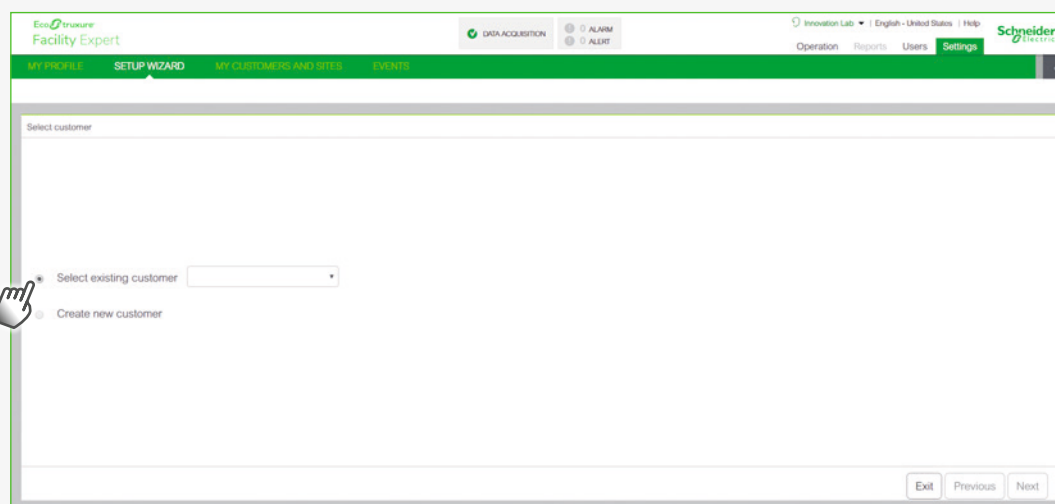 EcoStruxure
Facility Expert
DATA ACQUISITION
0 ALARM
0 ALERT
Innovation Lab | English - United States | Help
Operation Reports Users Settings
Schneider
Electric
MY PROFILE SETUP WIZARD MY CUSTOMERS AND SITES EVENTS
Select customer
Select existing customer
Create new customer
Exit Previous Next